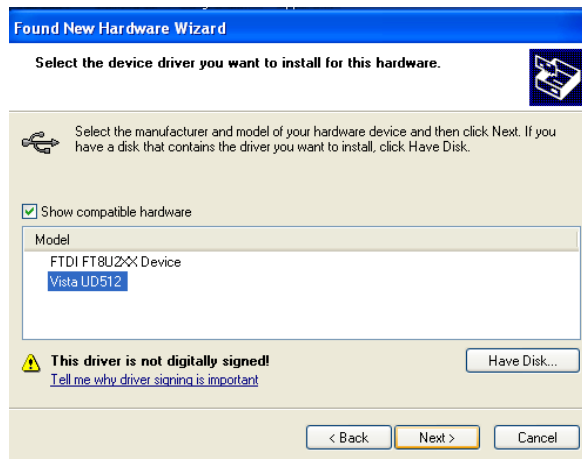 Found New Hardware Wizard
Select the device driver you want to install for this hardware.
Select the manufacturer and model of your hardware device and then click Next. If you
have a disk that contains the driver you want to install, click Have Disk.
Show compatible hardware
Model
FTDI FT8U2XX Device
Vista UD512
This driver is not digitally signed!
Have Disk...
Tell me why driver signing is important
< Back
Next >
Cancel